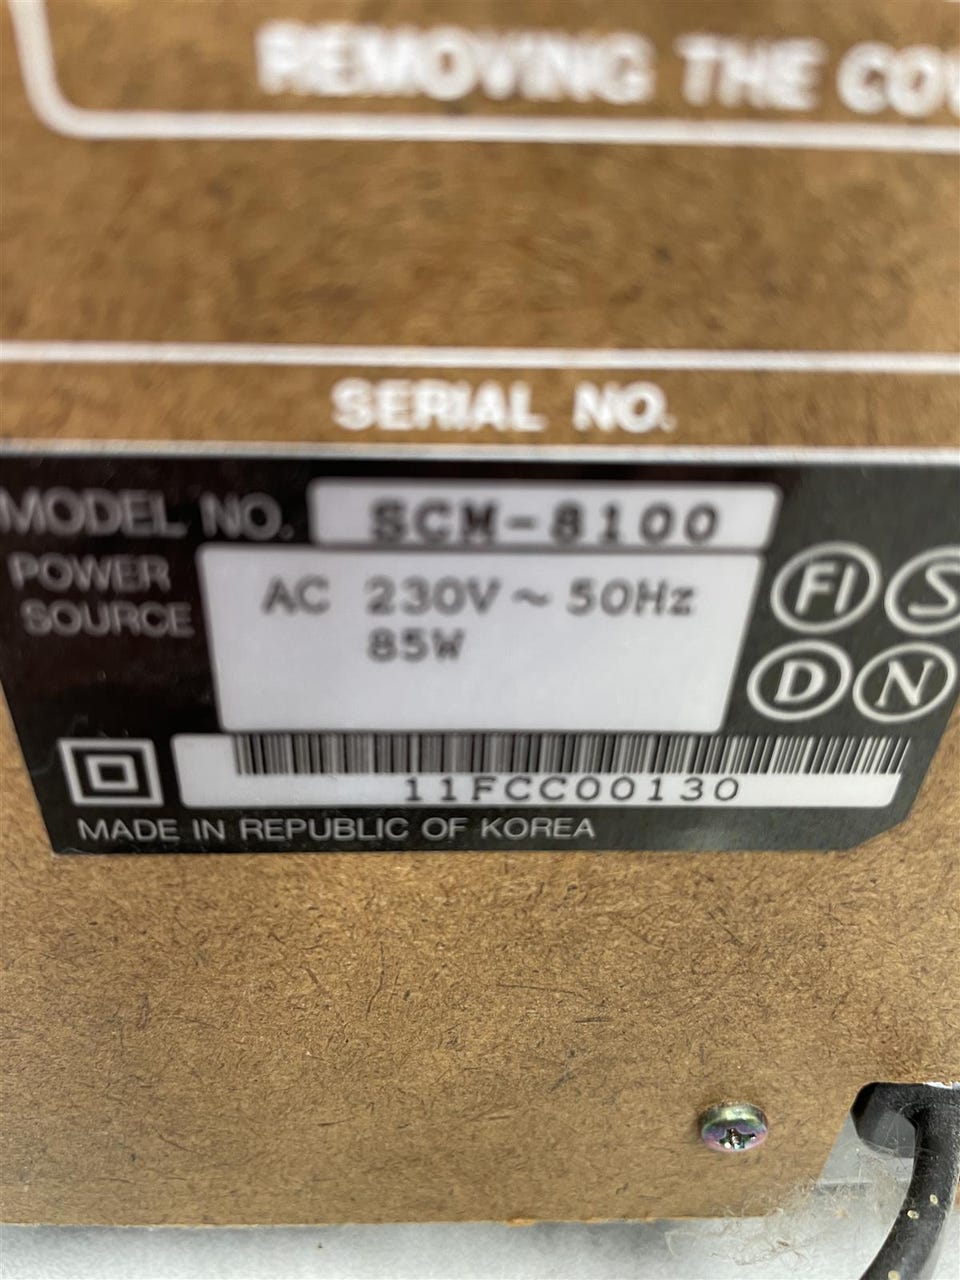 REMOVING THE COV
SERIAL NO.
MODEL NO. SCM-8100
POWER SOURCE
AC 230V ~ 50Hz
85W
FI S
D N
11FCC00130
MADE IN REPUBLIC OF KOREA